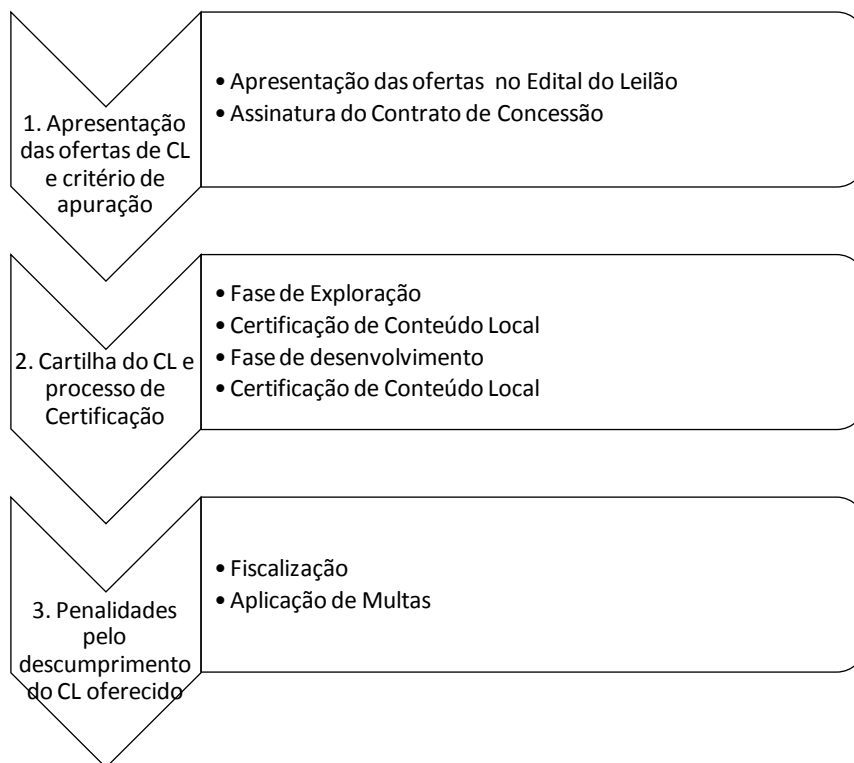 1. Apresentação
das ofertas de CL
e critério de
apuração
• Apresentação das ofertas no Edital do Leilão
• Assinatura do Contrato de Concessão
2. Cartilha do CL e
processo de
Certificação
• Fase de Exploração
• Certificação de Conteúdo Local
• Fase de desenvolvimento
• Certificação de Conteúdo Local
3. Penalidades
pelo
descumprimento
do CL oferecido
• Fiscalização
• Aplicação de Multas